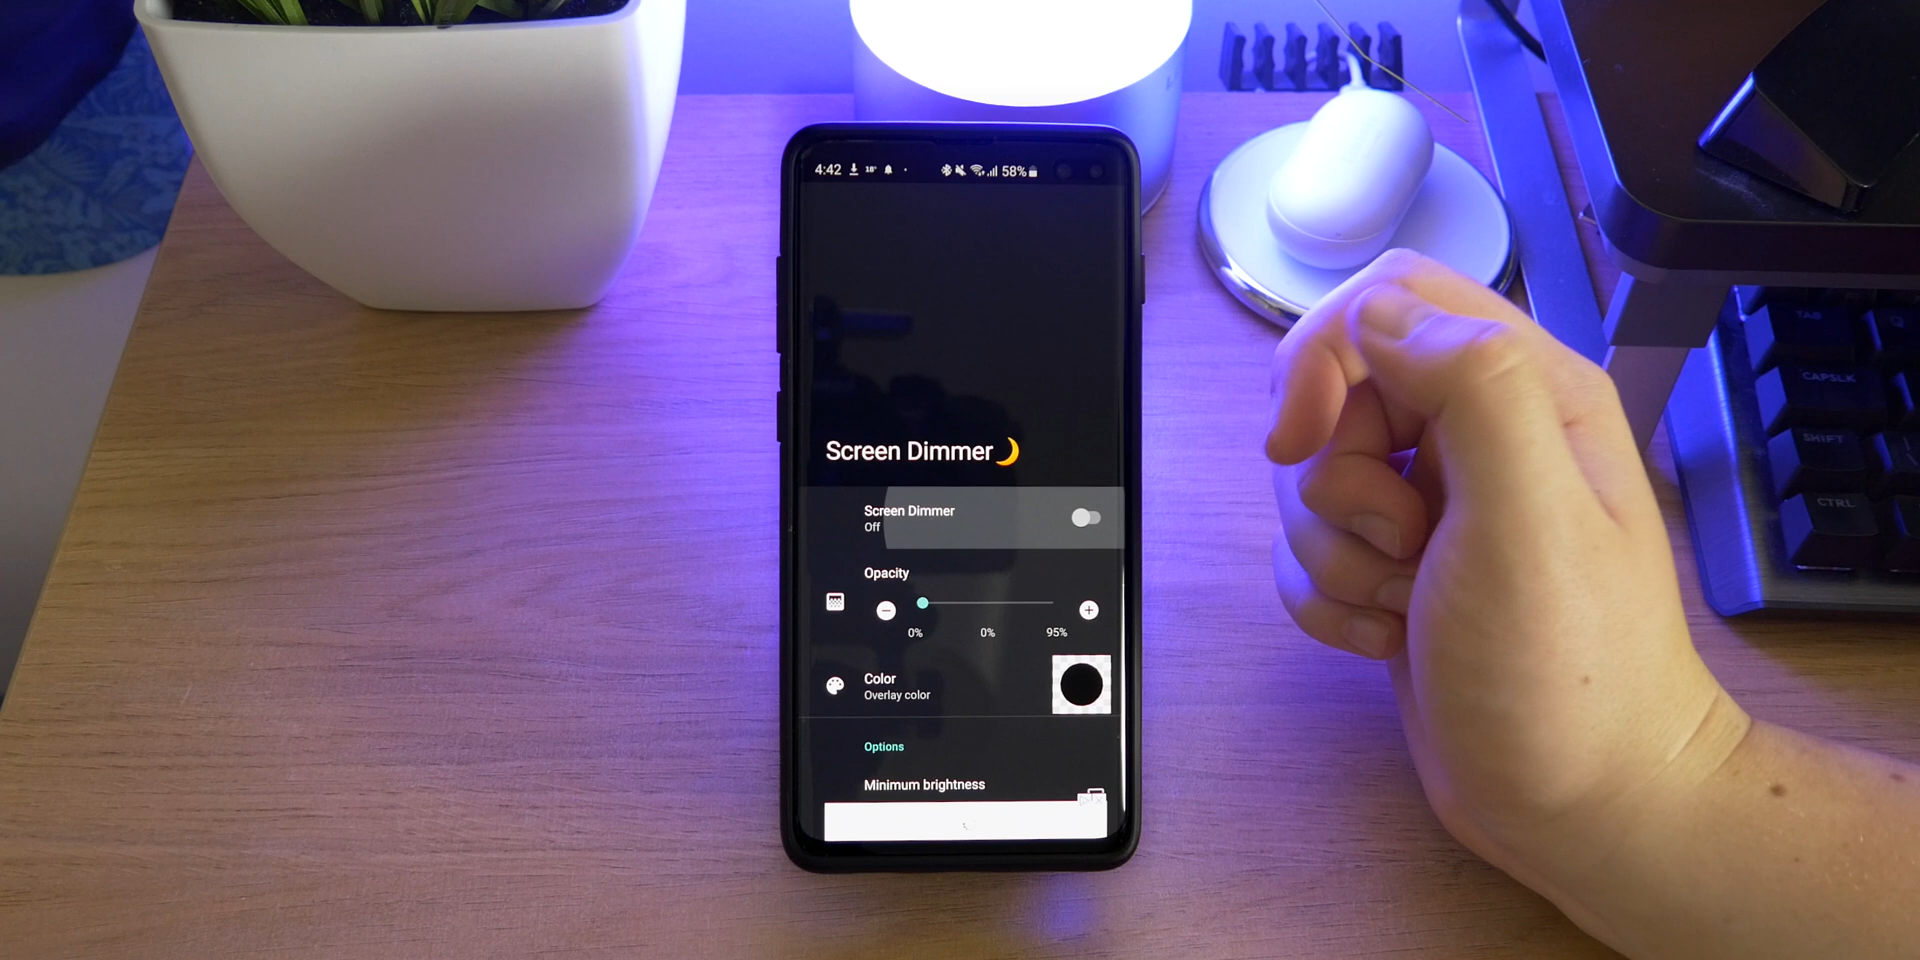 4:42 18° 58%
Screen Dimmer🌙
Screen Dimmer
Off
Opacity
0% 0% 95%
Color
Overlay color
Options
Minimum brightness
TAB
Q
CAPSLK
SHIFT
CTRL